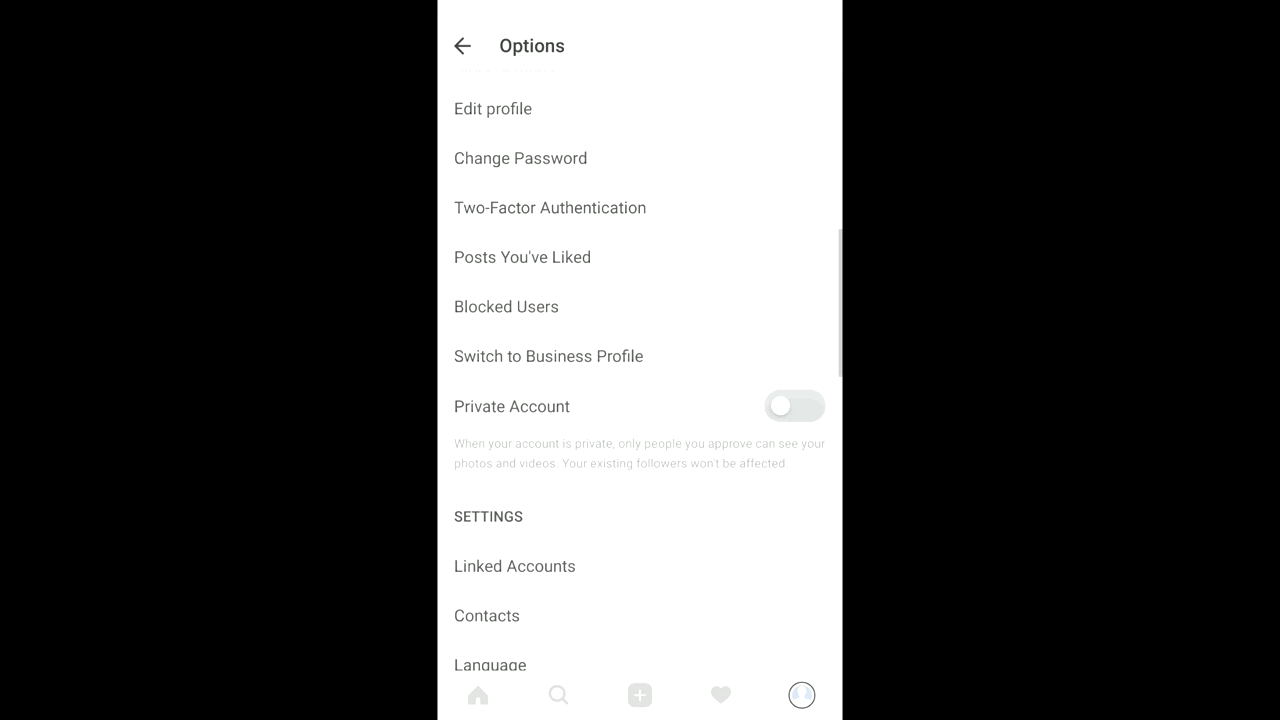 Options
Edit profile
Change Password
Two-Factor Authentication
Posts You've Liked
Blocked Users
Switch to Business Profile
Private Account
When your account is private, only people you approve can see your
photos and videos. Your existing followers won't be affected.
SETTINGS
Linked Accounts
Contacts
Language